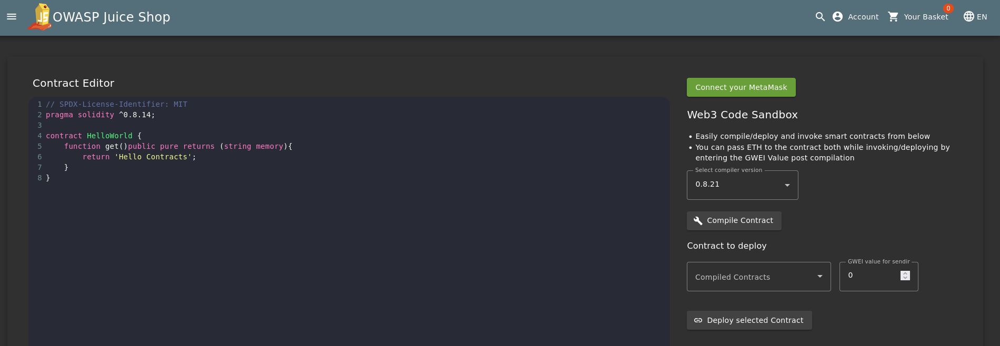 OWASP Juice Shop
Account
Your Basket
0
EN
Contract Editor
1 // SPDX-License-Identifier: MIT
2 pragma solidity ^0.8.14;
3
4 contract HelloWorld {
5     function get()public pure returns (string memory){
6         return 'Hello Contracts';
7     }
8 }
Connect your MetaMask
Web3 Code Sandbox
• Easily compile/deploy and invoke smart contracts from below
• You can pass ETH to the contract both while invoking/deploying by
entering the GWEI Value post compilation
Select compiler version
0.8.21
Compile Contract
Contract to deploy
Compiled Contracts
GWEI value for sendir
0
Deploy selected Contract